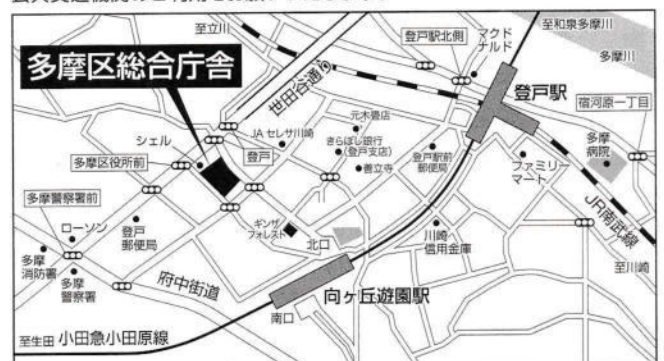 多摩区総合庁舎
至立川
世田谷通り
登戸駅北側
マクド
ナルド
至和泉多摩川
多摩川
登戸駅
宿河原一丁目
元木畳店
JAセレサ川崎
きらぼし銀行
(登戸支店)
善立寺
登戸駅前
郵便局
ファミリー
マート
多摩
病院
シェル
登戸
多摩区役所前
多摩警察署前
ローソン
登戸
郵便局
ギンザ
フォレスト
北口
川崎
信用金庫
JR南武線
至川崎
多摩
消防署
多摩
警察署
府中街道
向ヶ丘遊園駅
南口
至生田 小田急小田原線